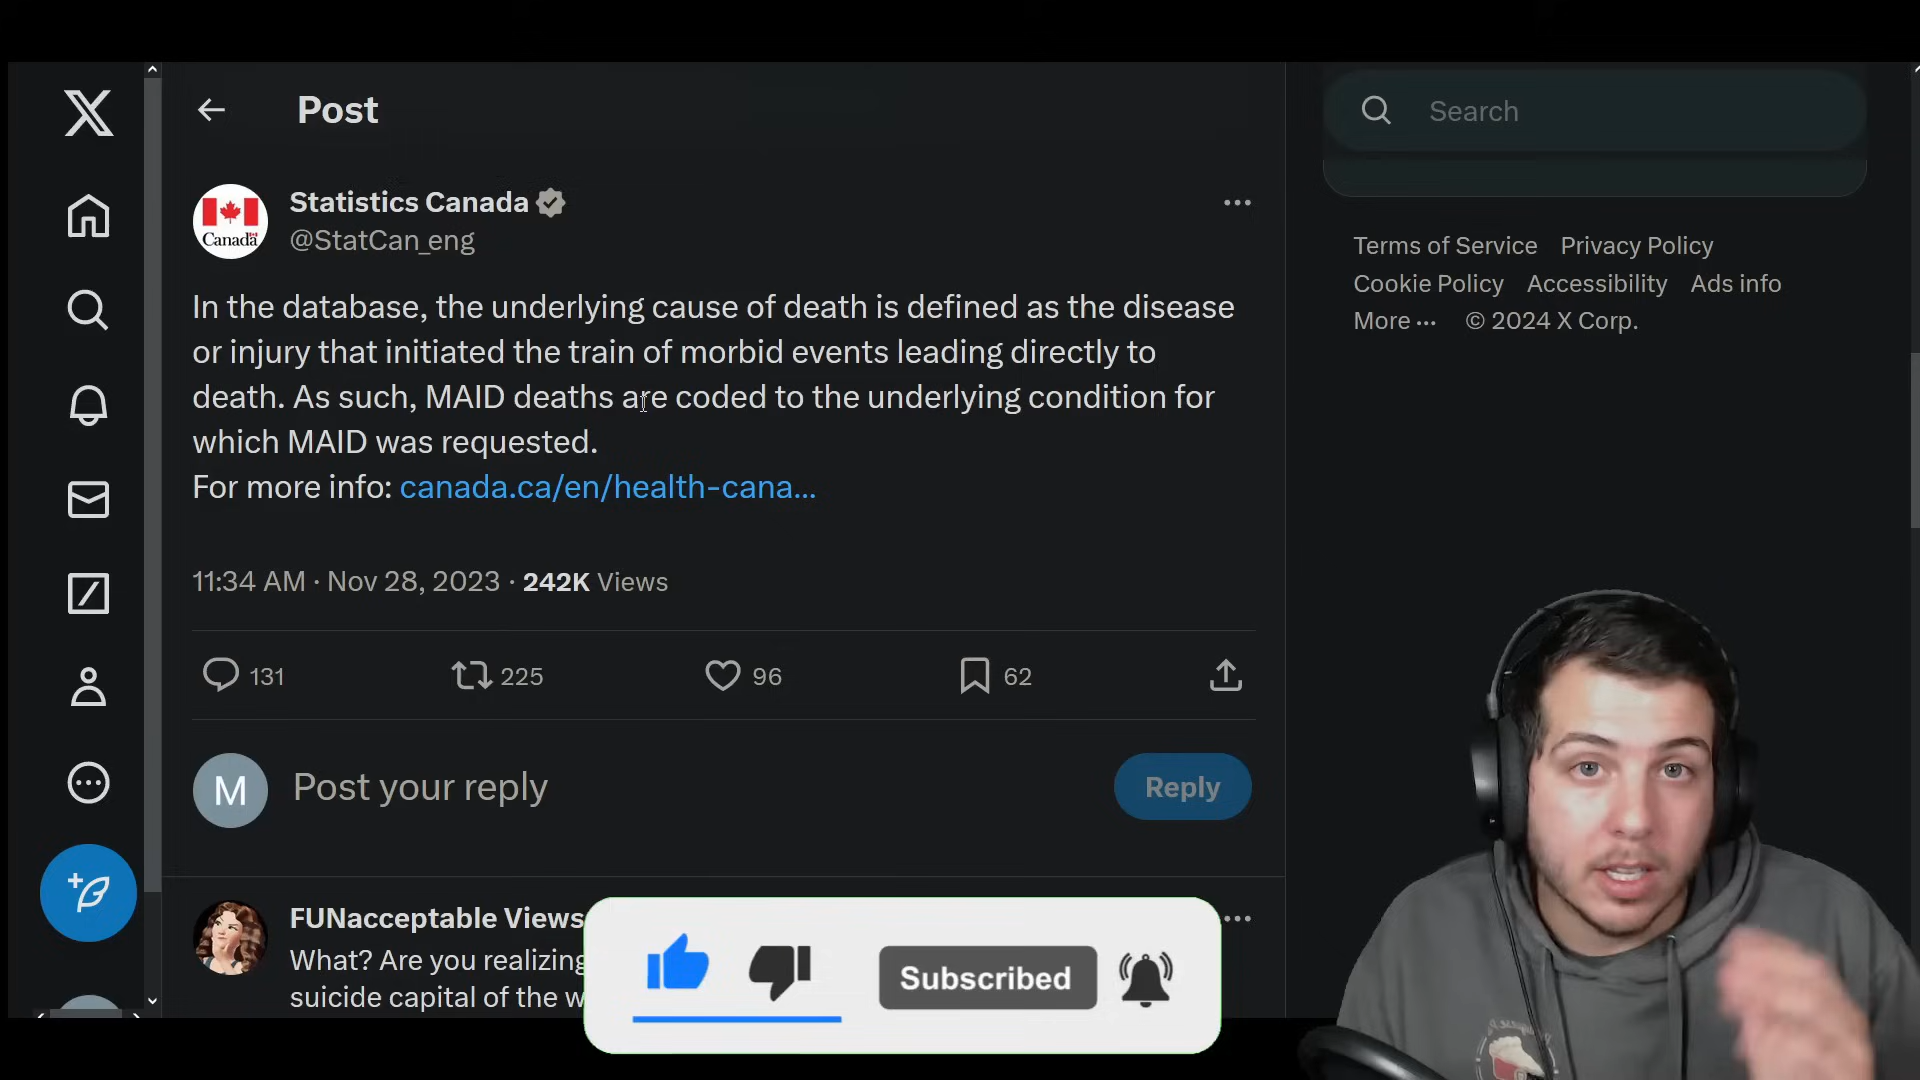 Post
Search
Statistics Canada
@StatCan_eng
Canada
Terms of Service Privacy Policy
Cookie Policy Accessibility Ads info
More ··· © 2024 X Corp.
In the database, the underlying cause of death is defined as the disease
or injury that initiated the train of morbid events leading directly to
death. As such, MAID deaths are coded to the underlying condition for
which MAID was requested.
For more info: canada.ca/en/health-cana...
11:34 AM · Nov 28, 2023 · 242K Views
131 225 96 62
M
Post your reply
Reply
FUNacceptable Views
What? Are you realizing
suicide capital of the w
Subscribed